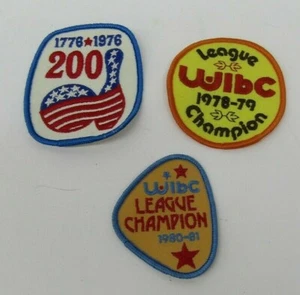 1776★1976
200
League
WIBC
1978-79
Champion
WIBC
LEAGUE
CHAMPION
1980-81